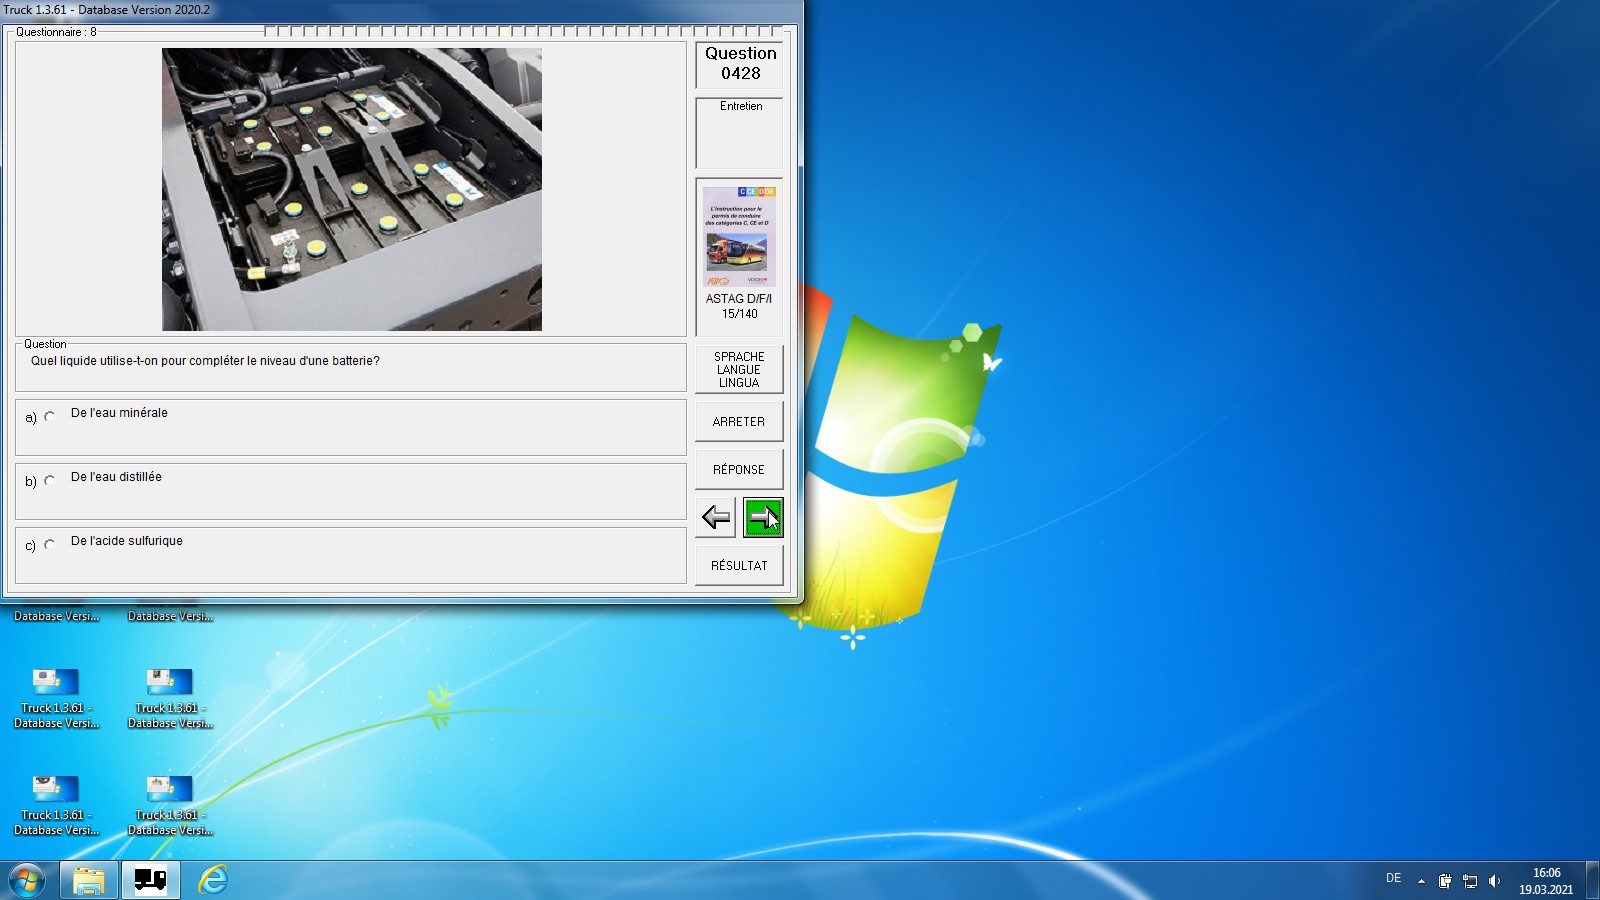 Truck 1.3.61 - Database Version 2020.2
Questionnaire : 8
Question
0428
Entretien
C CE D DE
L'instruction pour le
permis de conduire
des catégories C, CE et D
ASTAG D/F/I
15/140
Question
Quel liquide utilise-t-on pour compléter le niveau d'une batterie?
SPRACHE
LANGUE
LINGUA
a) De l'eau minérale
ARRETER
b) De l'eau distillée
RÉPONSE
c) De l'acide sulfurique
RÉSULTAT
Database Versi...
Database Versi...
Truck 1.3.61 -
Database Versi...
Truck 1.3.61 -
Database Versi...
Truck 1.3.61 -
Database Versi...
Truck 1.3.61 -
Database Versi...
DE
16:06
19.03.2021